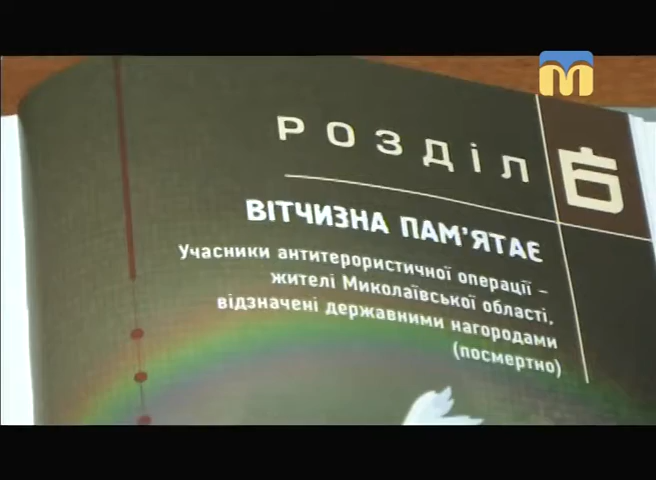 РОЗДІЛ 6
ВІТЧИЗНА ПАМ'ЯТАЄ
Учасники антитерористичної операції –
жителі Миколаївської області,
відзначені державними нагородами
(посмертно)